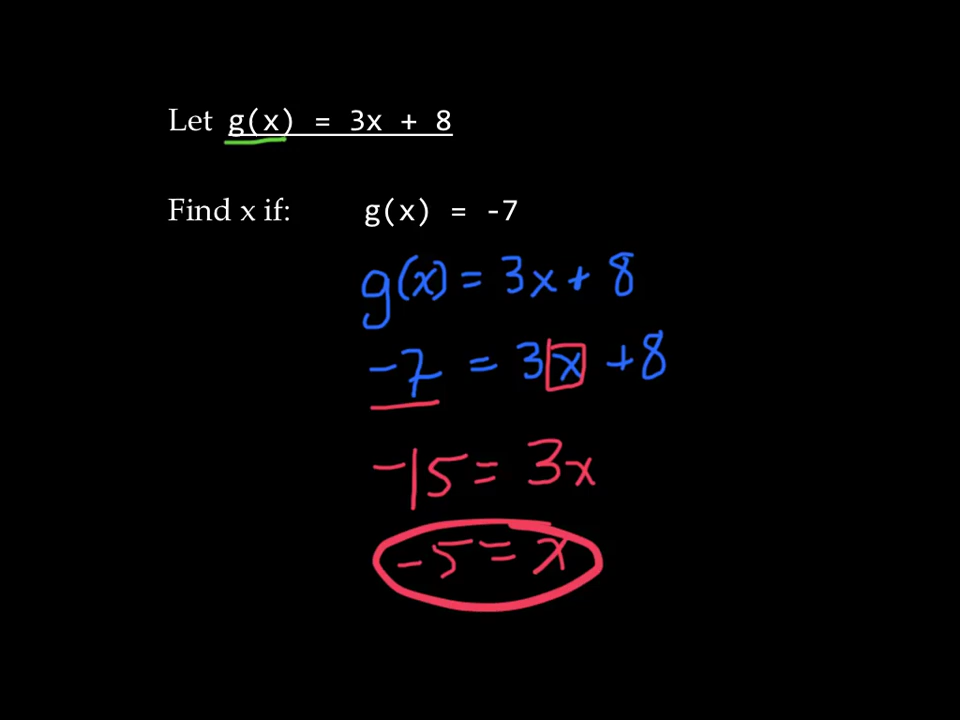 Let g(x) = 3x + 8
Find x if: g(x) = -7
g(x) = 3x + 8
-7 = 3x + 8
-15 = 3x
-5 = x